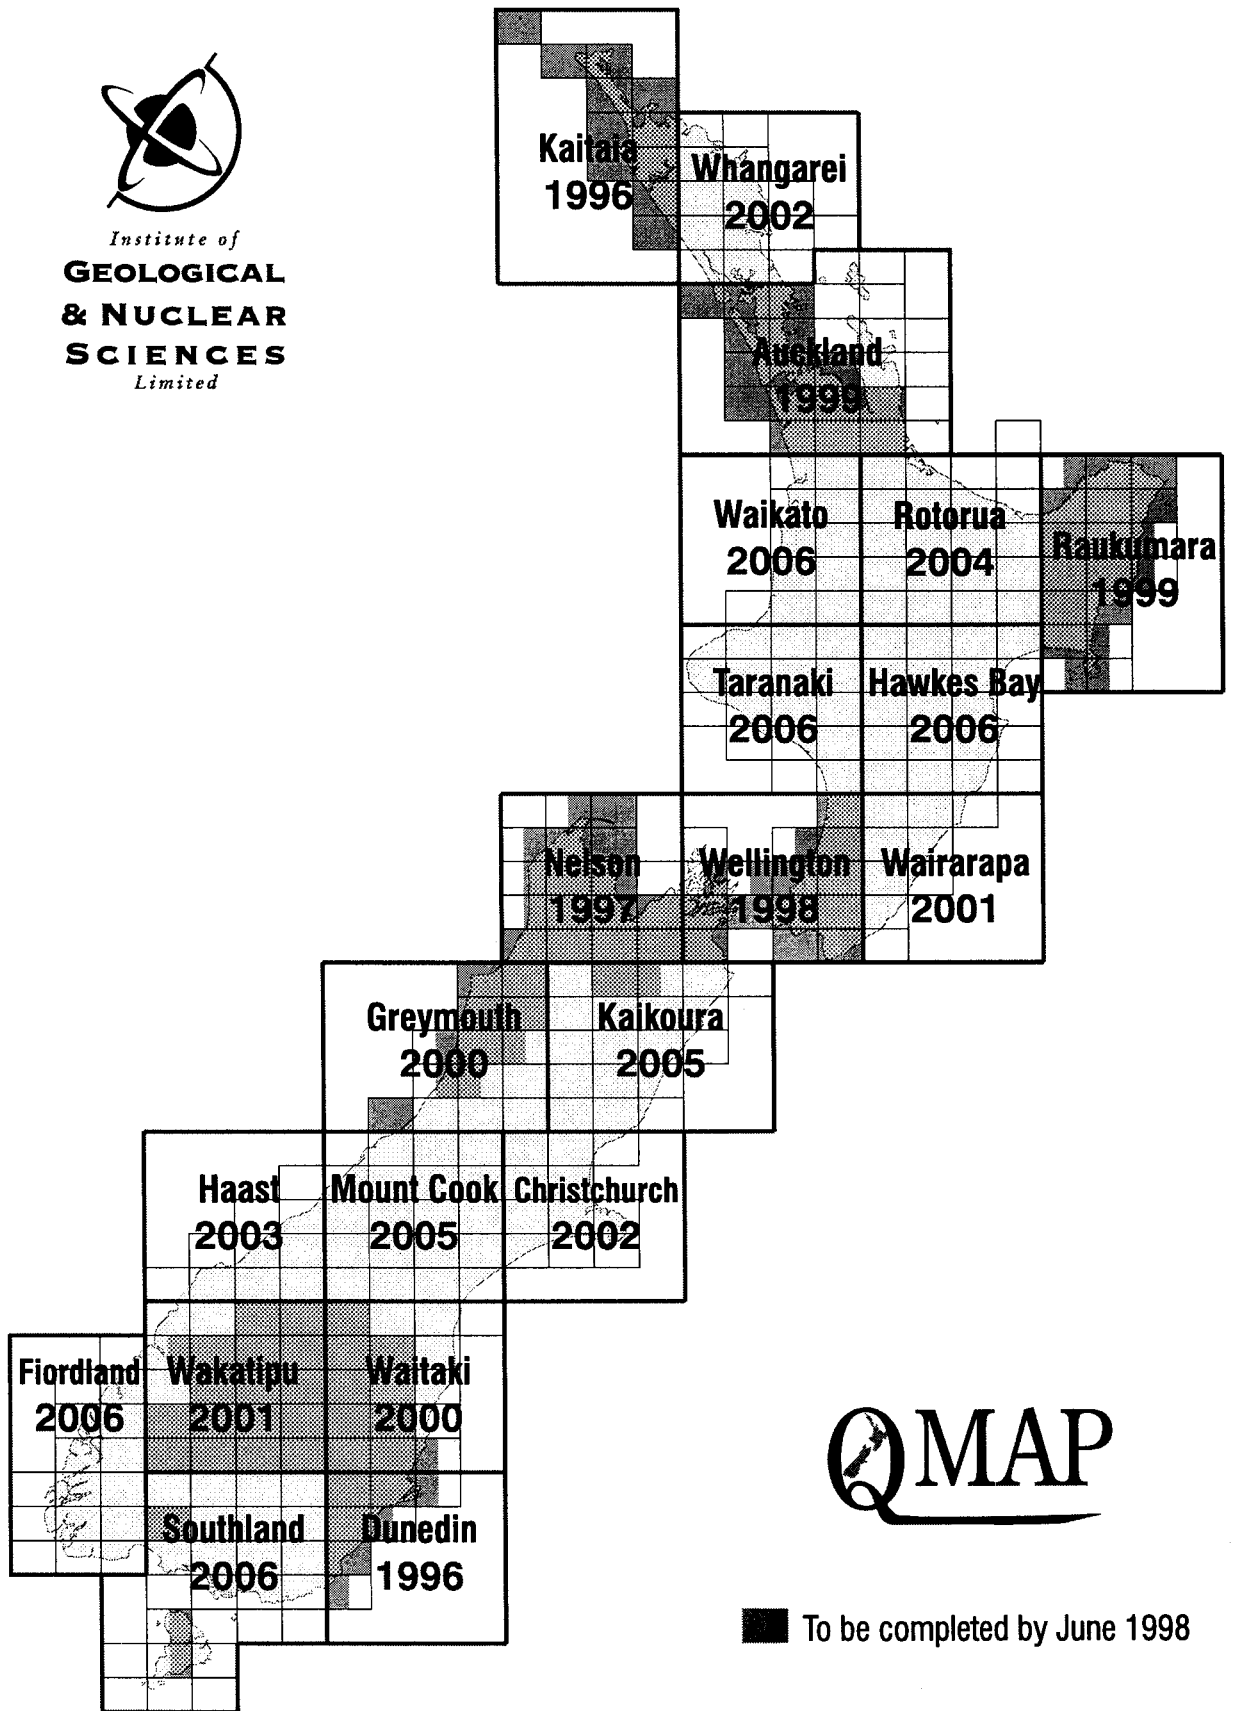 Institute of
GEOLOGICAL
& NUCLEAR
SCIENCES
Limited
Kaitaia
1996
Whangarei
2002
Auckland
1999
Waikato
2006
Rotorua
2004
Raukumara
1999
Taranaki
2006
Hawkes Bay
2006
Nelson
1997
Wellington
1998
Wairarapa
2001
Greymouth
2000
Kaikoura
2005
Haast
2003
Mount Cook
2005
Christchurch
2002
Fiordland
2006
Wakatipu
2001
Waitaki
2000
Southland
2006
Dunedin
1996
QMAP
To be completed by June 1998